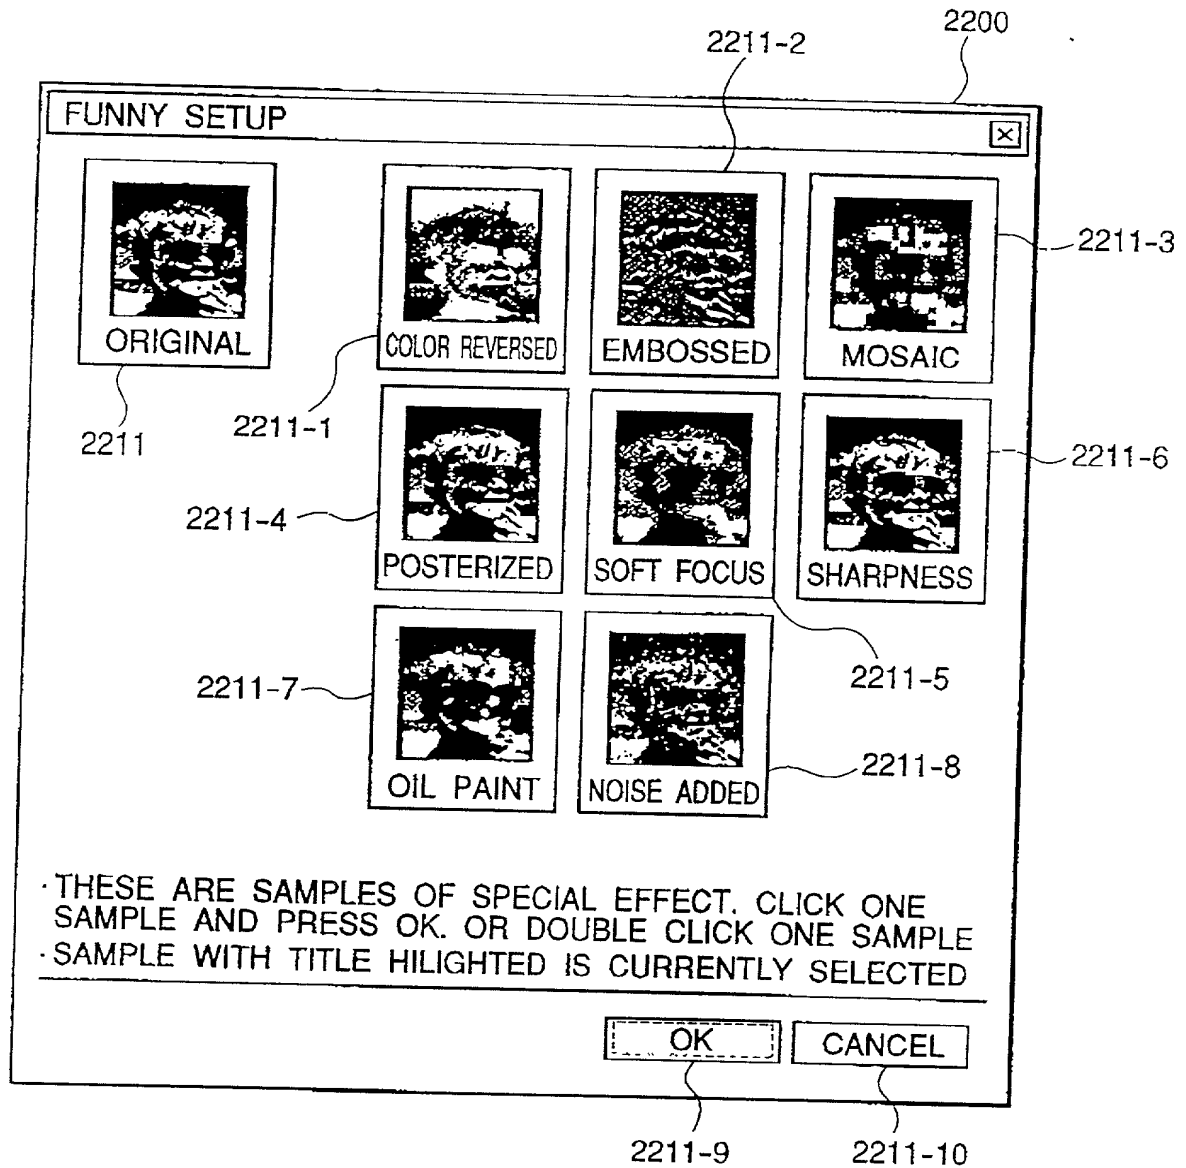 2200
2211-2
FUNNY SETUP
2211-3
ORIGINAL
COLOR REVERSED
EMBOSSED
MOSAIC
2211
2211-1
2211-6
2211-4
POSTERIZED
SOFT FOCUS
SHARPNESS
2211-5
2211-7
2211-8
OIL PAINT
NOISE ADDED
· THESE ARE SAMPLES OF SPECIAL EFFECT. CLICK ONE
SAMPLE AND PRESS OK. OR DOUBLE CLICK ONE SAMPLE
· SAMPLE WITH TITLE HILIGHTED IS CURRENTLY SELECTED
OK
CANCEL
2211-9
2211-10